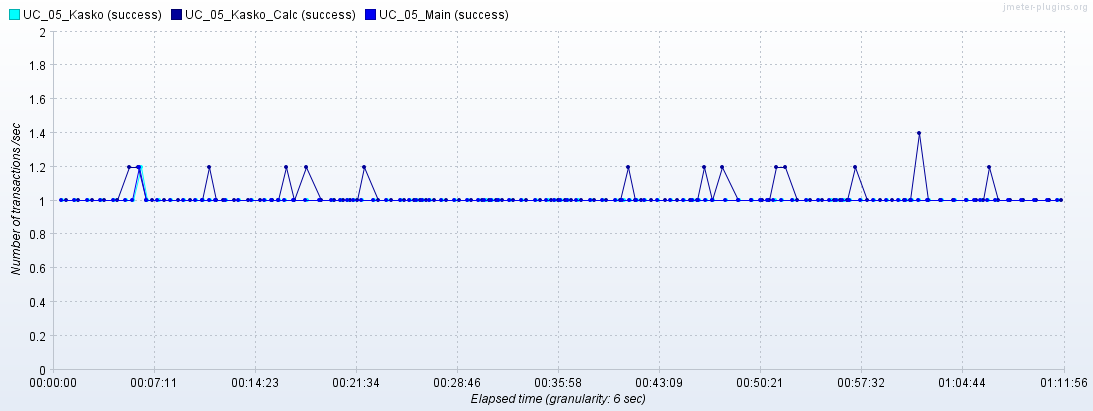 jmeter-plugins.org
UC_05_Kasko (success) UC_05_Kasko_Calc (success) UC_05_Main (success)
Number of transactions /sec
2
1.8
1.6
1.4
1.2
1
0.8
0.6
0.4
0.2
0
00:00:00 00:07:11 00:14:23 00:21:34 00:28:46 00:35:58 00:43:09 00:50:21 00:57:32 01:04:44 01:11:56
Elapsed time (granularity: 6 sec)